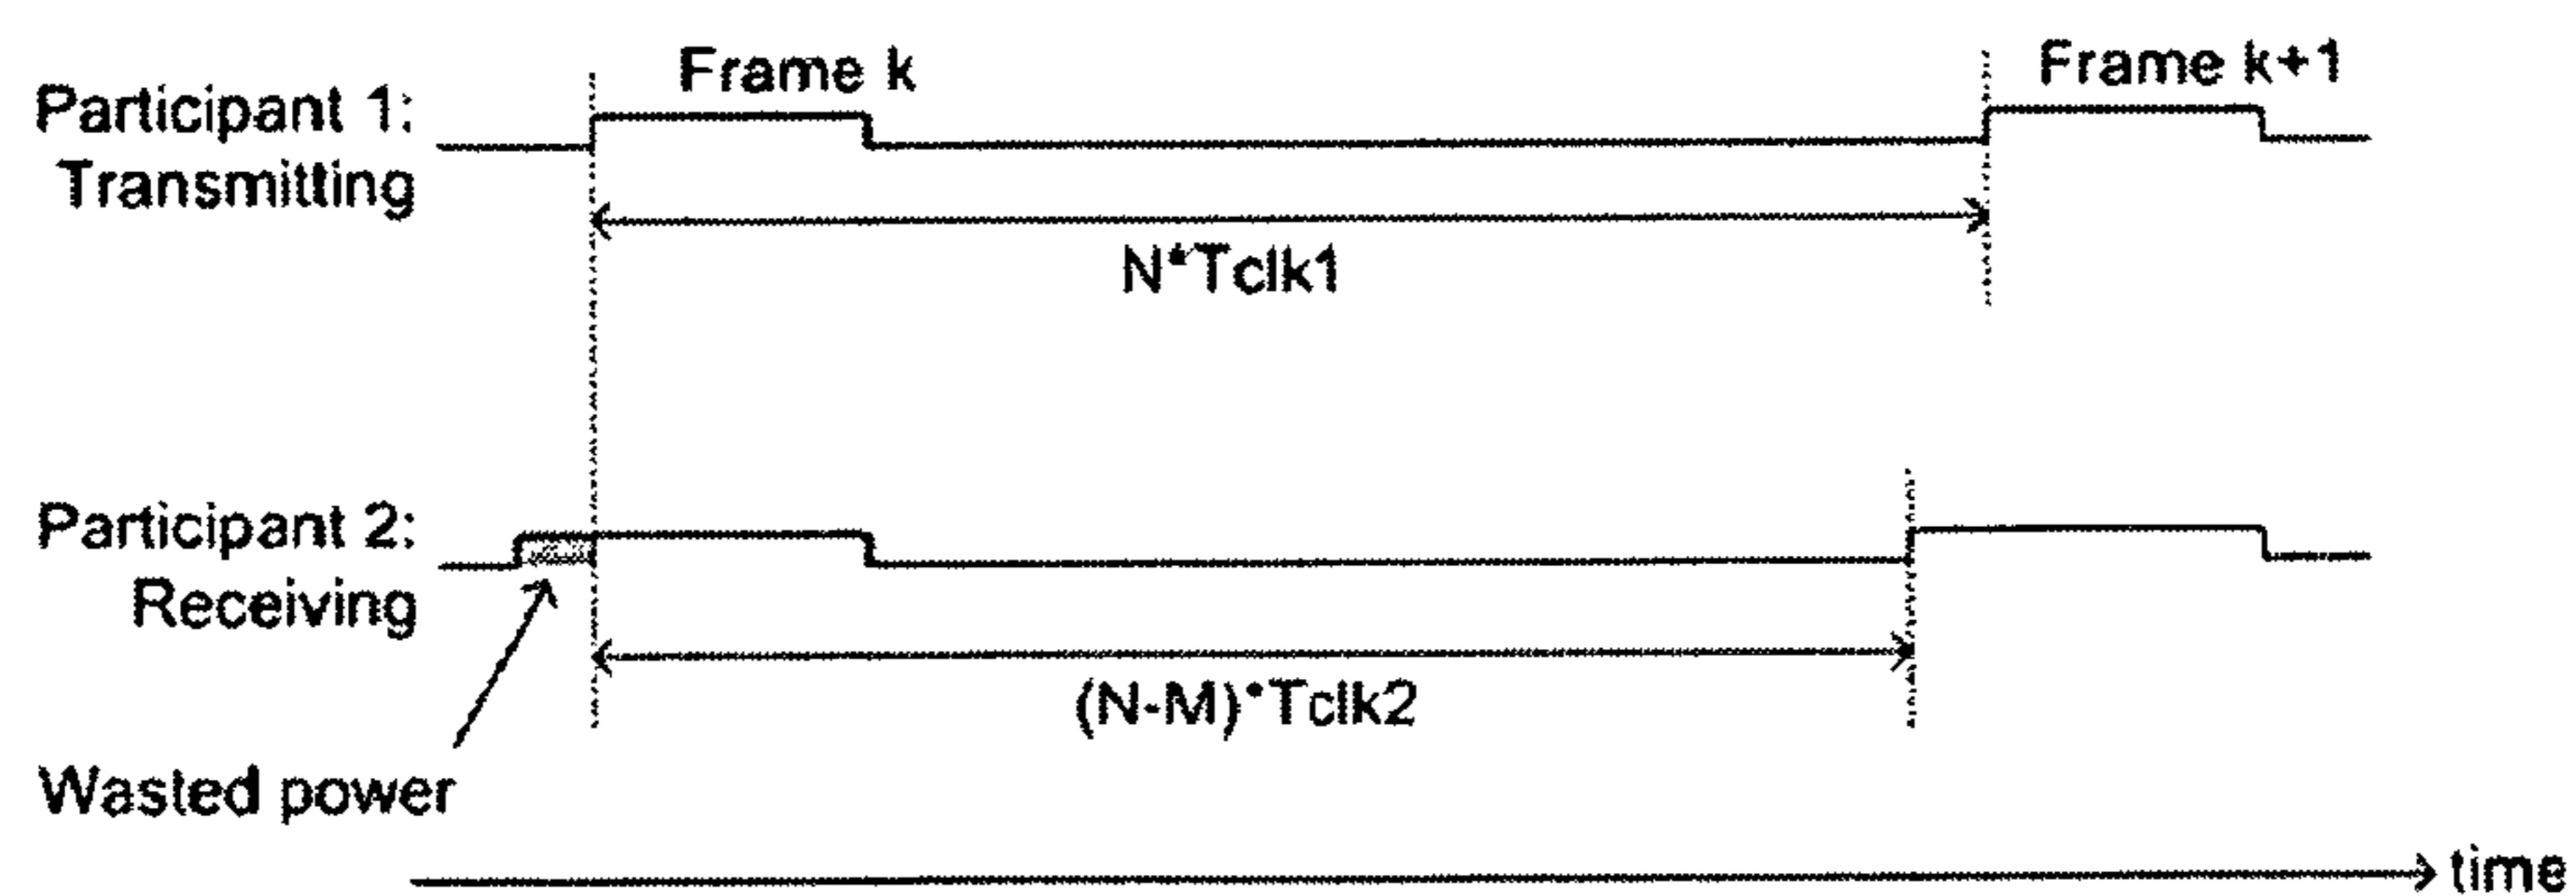 Frame k
Frame k+1
Participant 1:
Transmitting
N*Tclk1
Participant 2:
Receiving
(N-M)*Tclk2
Wasted power
time